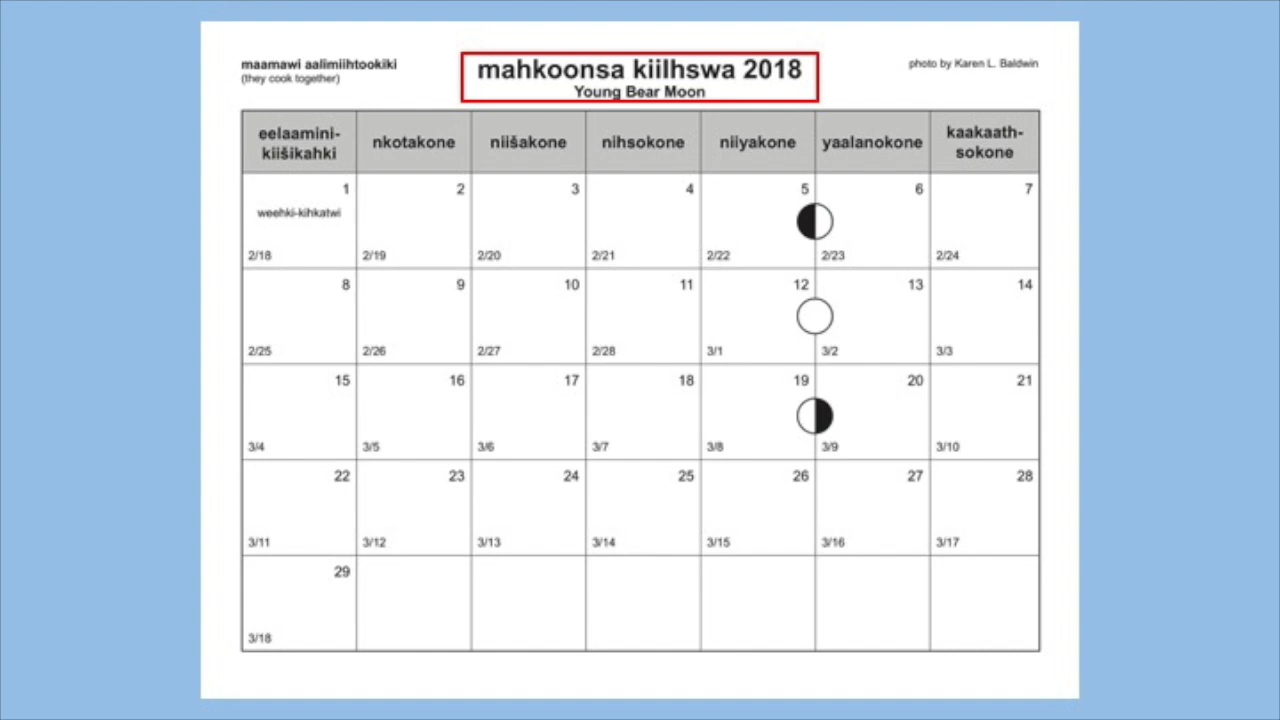 maamawi aalimiihtookiki
(they cook together)
mahkoonsa kiilhswa 2018
Young Bear Moon
photo by Karen L. Baldwin
eelaamini-
kiišikahki
nkotakone
niišakone
nihsokone
niiyakone
yaalanokone
kaakaath-
sokone
1 2 3 4 5 6 7
weehki-kihkatwi
2/18 2/19 2/20 2/21 2/22 2/23 2/24
8 9 10 11 12 13 14
2/25 2/26 2/27 2/28 3/1 3/2 3/3
15 16 17 18 19 20 21
3/4 3/5 3/6 3/7 3/8 3/9 3/10
22 23 24 25 26 27 28
3/11 3/12 3/13 3/14 3/15 3/16 3/17
29
3/18